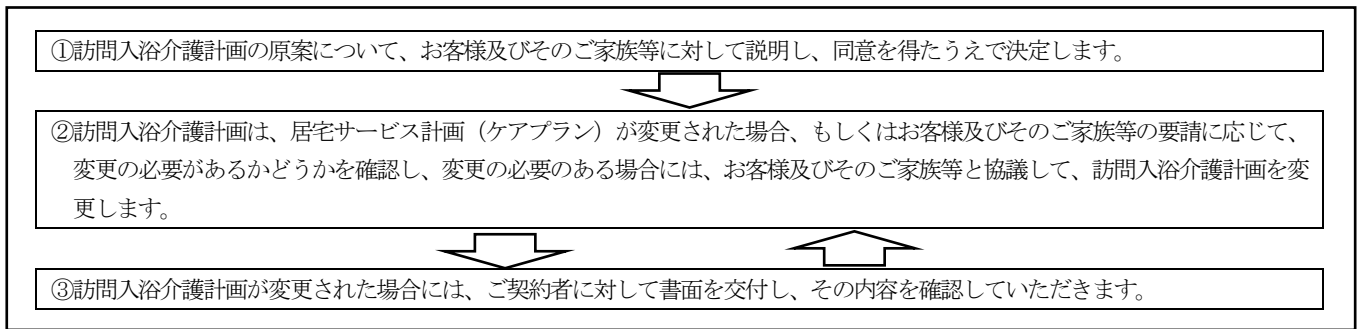 ①訪問入浴介護計画の原案について、お客様及びそのご家族等に対して説明し、同意を得たうえで決定します。
②訪問入浴介護計画は、居宅サービス計画（ケアプラン）が変更された場合、もしくはお客様及びそのご家族等の要請に応じて、
変更の必要があるかどうかを確認し、変更の必要のある場合には、お客様及びそのご家族等と協議して、訪問入浴介護計画を変
更します。
③訪問入浴介護計画が変更された場合には、ご契約者に対して書面を交付し、その内容を確認していただきます。